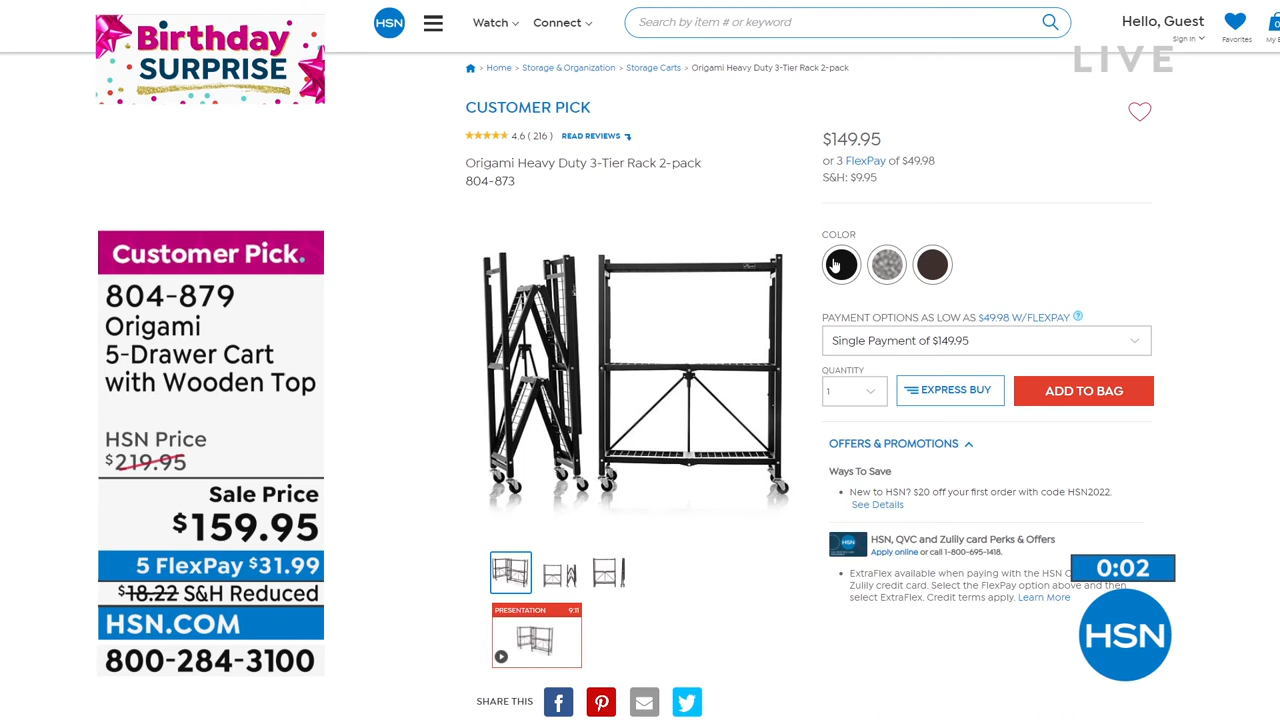 Birthday
SURPRISE
Customer Pick.
804-879
Origami
5-Drawer Cart
with Wooden Top
HSN Price
$219.95
Sale Price
$159.95
5 FlexPay $31.99
$18.22 S&H Reduced
HSN.COM
800-284-3100
HSN
Watch
Connect
Search by item # or keyword
Hello, Guest
Sign In
Favorites
My
0
LIVE
> Home > Storage & Organization > Storage Carts > Origami Heavy Duty 3-Tier Rack 2-pack
CUSTOMER PICK
4.6 ( 216 ) READ REVIEWS
Origami Heavy Duty 3-Tier Rack 2-pack
804-873
PRESENTATION 9:11
SHARE THIS
$149.95
or 3 FlexPay of $49.98
S&H: $9.95
COLOR
PAYMENT OPTIONS AS LOW AS $49.98 W/FLEXPAY ?
Single Payment of $149.95
QUANTITY
1
EXPRESS BUY
ADD TO BAG
OFFERS & PROMOTIONS
Ways To Save
• New to HSN? $20 off your first order with code HSN2022.
See Details
HSN
HSN, QVC and Zulily card Perks & Offers
Apply online or call 1-800-695-1418.
• ExtraFlex available when paying with the HSN
Zulily credit card. Select the FlexPay option above and then
select ExtraFlex. Credit terms apply. Learn More
0:02
HSN